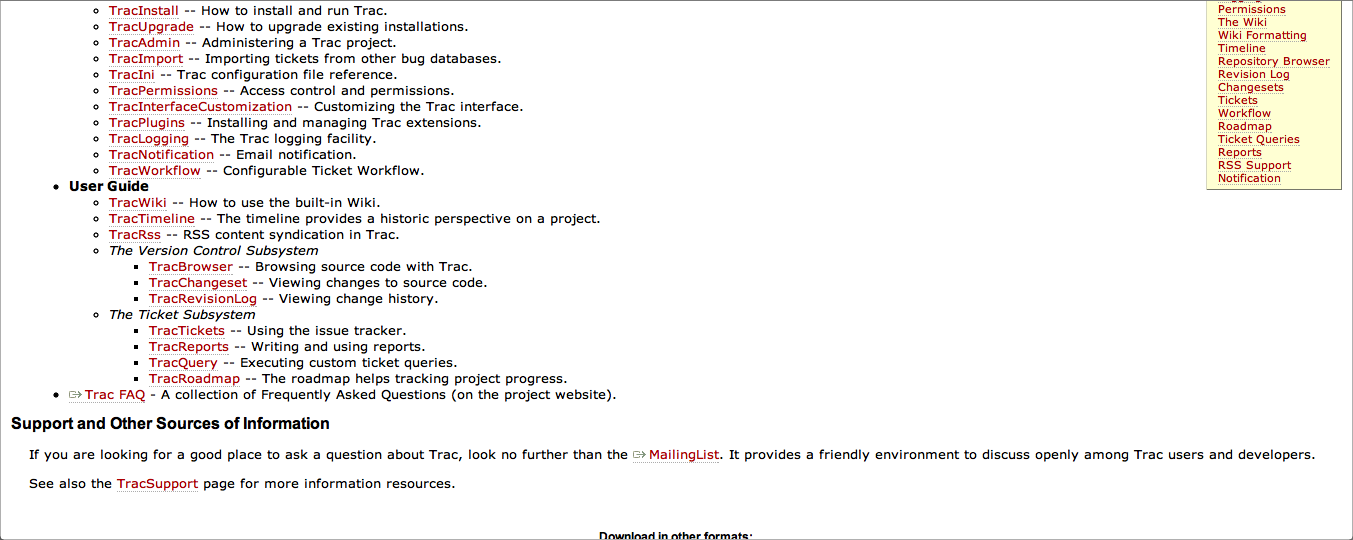 TracInstall -- How to install and run Trac.
TracUpgrade -- How to upgrade existing installations.
TracAdmin -- Administering a Trac project.
TracImport -- Importing tickets from other bug databases.
TracIni -- Trac configuration file reference.
TracPermissions -- Access control and permissions.
TracInterfaceCustomization -- Customizing the Trac interface.
TracPlugins -- Installing and managing Trac extensions.
TracLogging -- The Trac logging facility.
TracNotification -- Email notification.
TracWorkflow -- Configurable Ticket Workflow.
User Guide
TracWiki -- How to use the built-in Wiki.
TracTimeline -- The timeline provides a historic perspective on a project.
TracRss -- RSS content syndication in Trac.
The Version Control Subsystem
TracBrowser -- Browsing source code with Trac.
TracChangeset -- Viewing changes to source code.
TracRevisionLog -- Viewing change history.
The Ticket Subsystem
TracTickets -- Using the issue tracker.
TracReports -- Writing and using reports.
TracQuery -- Executing custom ticket queries.
TracRoadmap -- The roadmap helps tracking project progress.
Trac FAQ - A collection of Frequently Asked Questions (on the project website).
Support and Other Sources of Information
If you are looking for a good place to ask a question about Trac, look no further than the MailingList. It provides a friendly environment to discuss openly among Trac users and developers.
See also the TracSupport page for more information resources.
Download in other formats:
Permissions
The Wiki
Wiki Formatting
Timeline
Repository Browser
Revision Log
Changesets
Tickets
Workflow
Roadmap
Ticket Queries
Reports
RSS Support
Notification